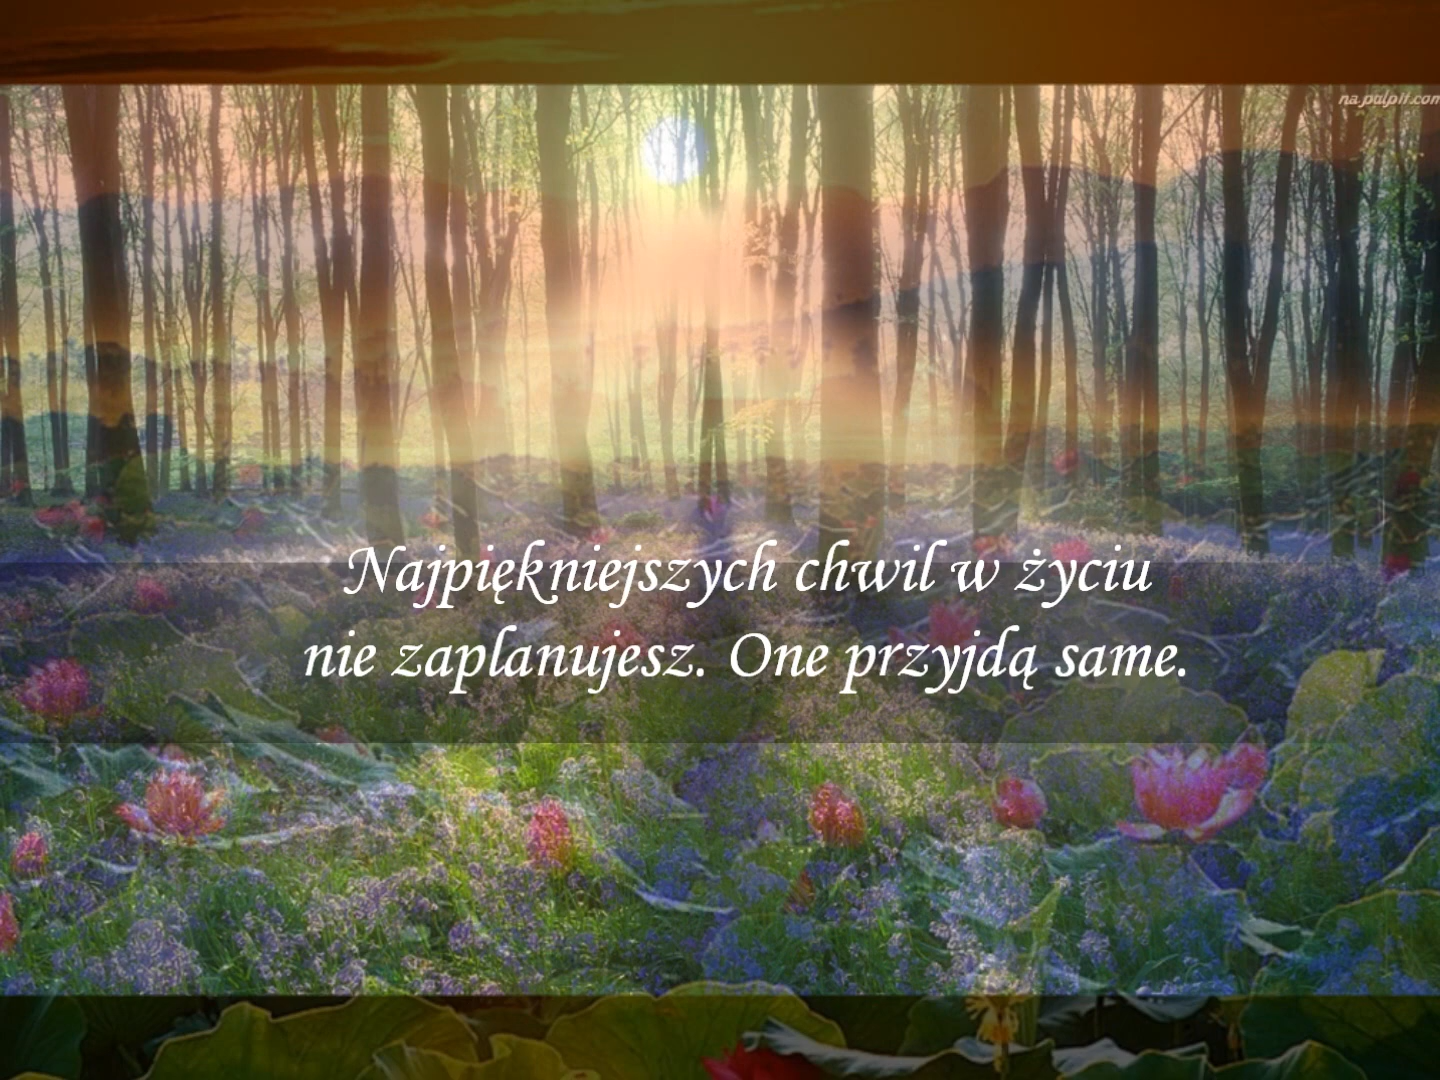 na.pulpit.com
Najpiękniejszych chwil w życiu
nie zaplanujesz. One przyjdą same.